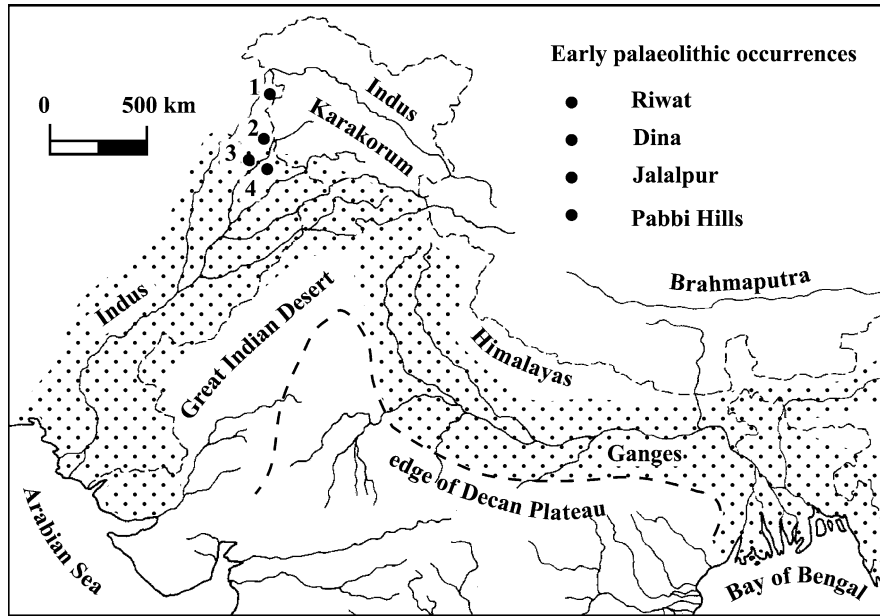 Early palaeolithic occurrences
Riwat
Dina
Jalalpur
Pabbi Hills
0 500 km
1
2
3
4
Indus
Karakorum
Indus
Great Indian Desert
Himalayas
Brahmaputra
Ganges
edge of Decan Plateau
Arabian Sea
Bay of Bengal